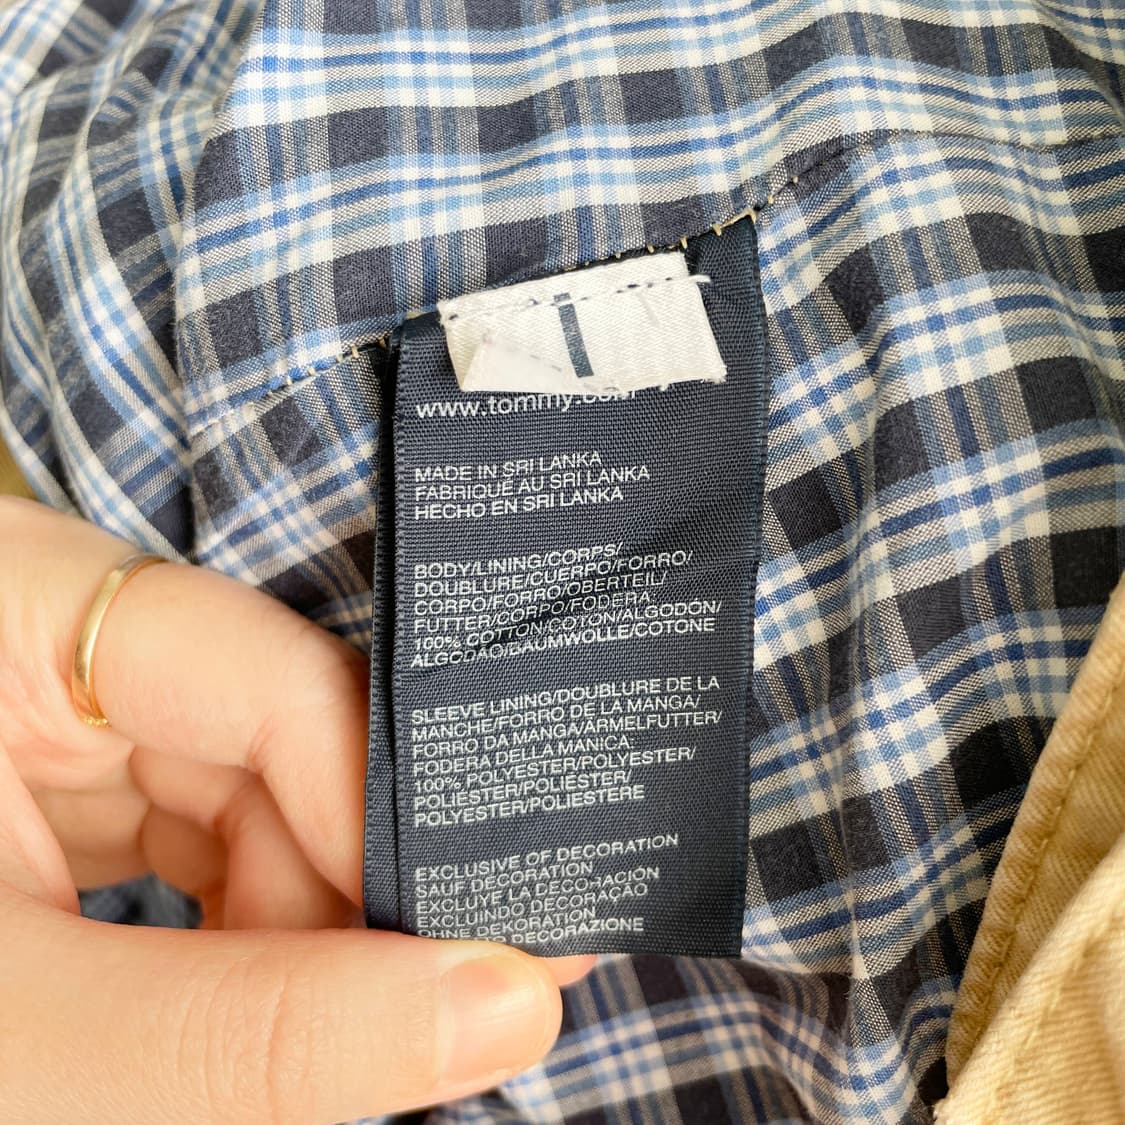 www.tommy.com
MADE IN SRI LANKA
FABRIQUÉ AU SRI LANKA
HECHO EN SRI LANKA
BODY/LINING/CORPS/
DOUBLURE/CUERPO/FORRO/
CORPO/FORRO/OBERTEIL/
FUTTER/CORPO/FODERA
100% COTTON/COTON/ALGODÓN/
ALGODÃO/BAUMWOLLE/COTONE
SLEEVE LINING/DOUBLURE DE LA
MANCHE/FORRO DE LA MANGA/
FORRO DA MANGA/ÄRMELFUTTER/
FODERA DELLA MANICA:
100% POLYESTER/POLYESTER/
POLIÉSTER/POLIÉSTER/
POLYESTER/POLIESTERE
EXCLUSIVE OF DECORATION
SAUF DÉCORATION
EXCLUYE LA DECORACIÓN
EXCLUINDO DECORAÇÃO
OHNE DEKORATION
DECORAZIONE